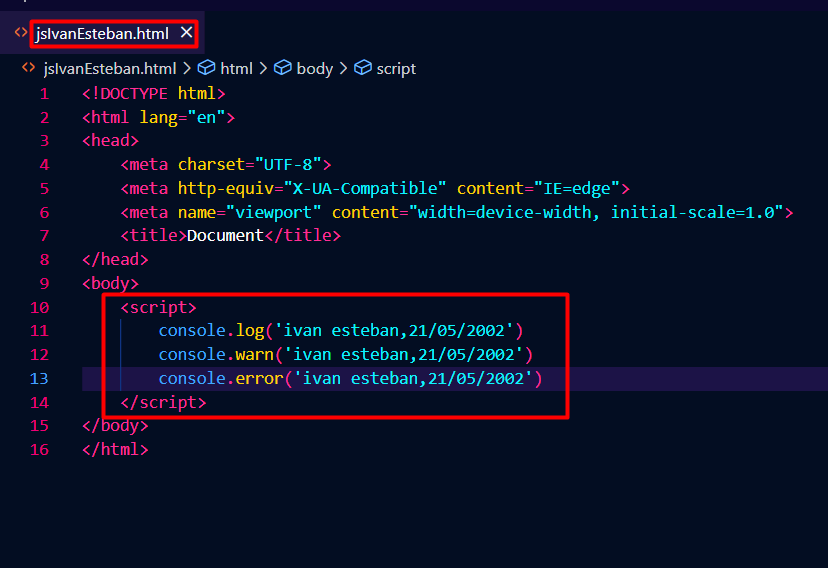 jsIvanEsteban.html
jsIvanEsteban.html > html > body > script
1 <!DOCTYPE html>
2 <html lang="en">
3 <head>
4     <meta charset="UTF-8">
5     <meta http-equiv="X-UA-Compatible" content="IE=edge">
6     <meta name="viewport" content="width=device-width, initial-scale=1.0">
7     <title>Document</title>
8 </head>
9 <body>
10     <script>
11         console.log('ivan esteban,21/05/2002')
12         console.warn('ivan esteban,21/05/2002')
13         console.error('ivan esteban,21/05/2002')
14     </script>
15 </body>
16 </html>